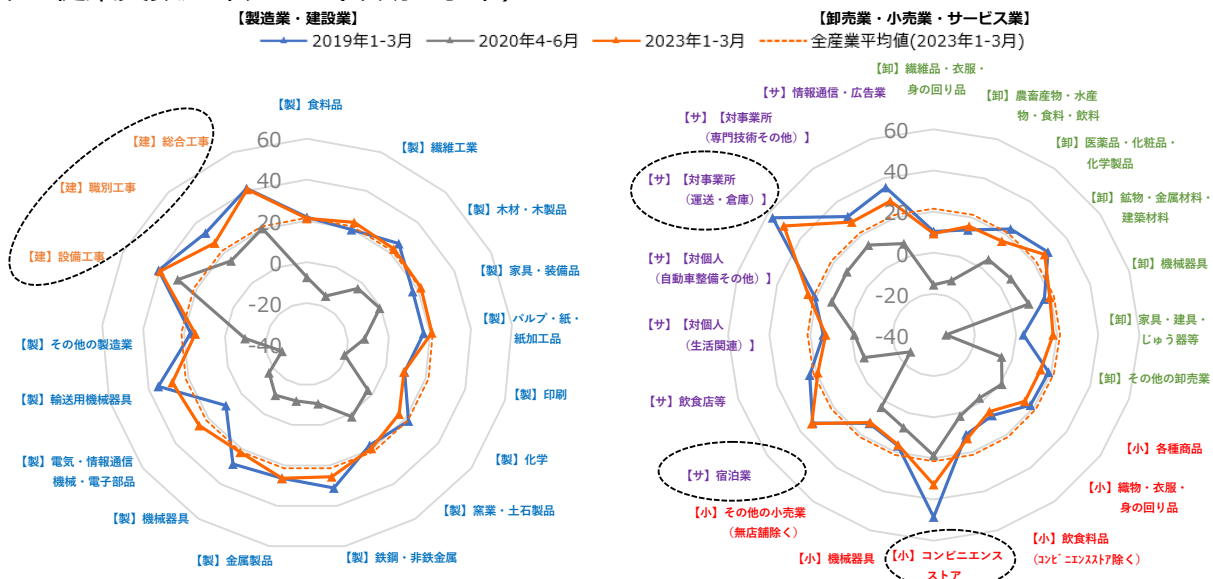 【製造業・建設業】
【卸売業・小売業・サービス業】
2019年1-3月
2020年4-6月
2023年1-3月
全産業平均値(2023年1-3月)
【製】食料品
【製】繊維工業
【製】木材・木製品
【製】家具・装備品
【製】パルプ・紙・
紙加工品
【製】印刷
【製】化学
【製】窯業・土石製品
【製】鉄鋼・非鉄金属
【製】金属製品
【製】機械器具
【製】電気・情報通信
機械・電子部品
【製】輸送用機械器具
【製】その他の製造業
【建】設備工事
【建】職別工事
【建】総合工事
60
40
20
0
-20
-40
【卸】繊維品・衣服・
身の回り品
【卸】農畜産物・水産
物・食料・飲料
【卸】医薬品・化粧品・
化学製品
【卸】鉱物・金属材料・
建築材料
【卸】機械器具
【卸】家具・建具・
じゅう器等
【卸】その他の卸売業
【小】各種商品
【小】織物・衣服・
身の回り品
【小】飲食料品
(ｺﾝﾋﾞﾆｴﾝｽｽﾄｱ除く)
【小】コンビニエンス
ストア
【小】機械器具
【小】その他の小売業
(無店舗除く)
【サ】宿泊業
【サ】飲食店等
【サ】【対個人
(生活関連)】
【サ】【対個人
(自動車整備その他)】
【サ】【対事業所
(運送・倉庫)】
【サ】【対事業所
(専門技術その他)】
【サ】情報通信・広告業
60
40
20
0
-20
-40